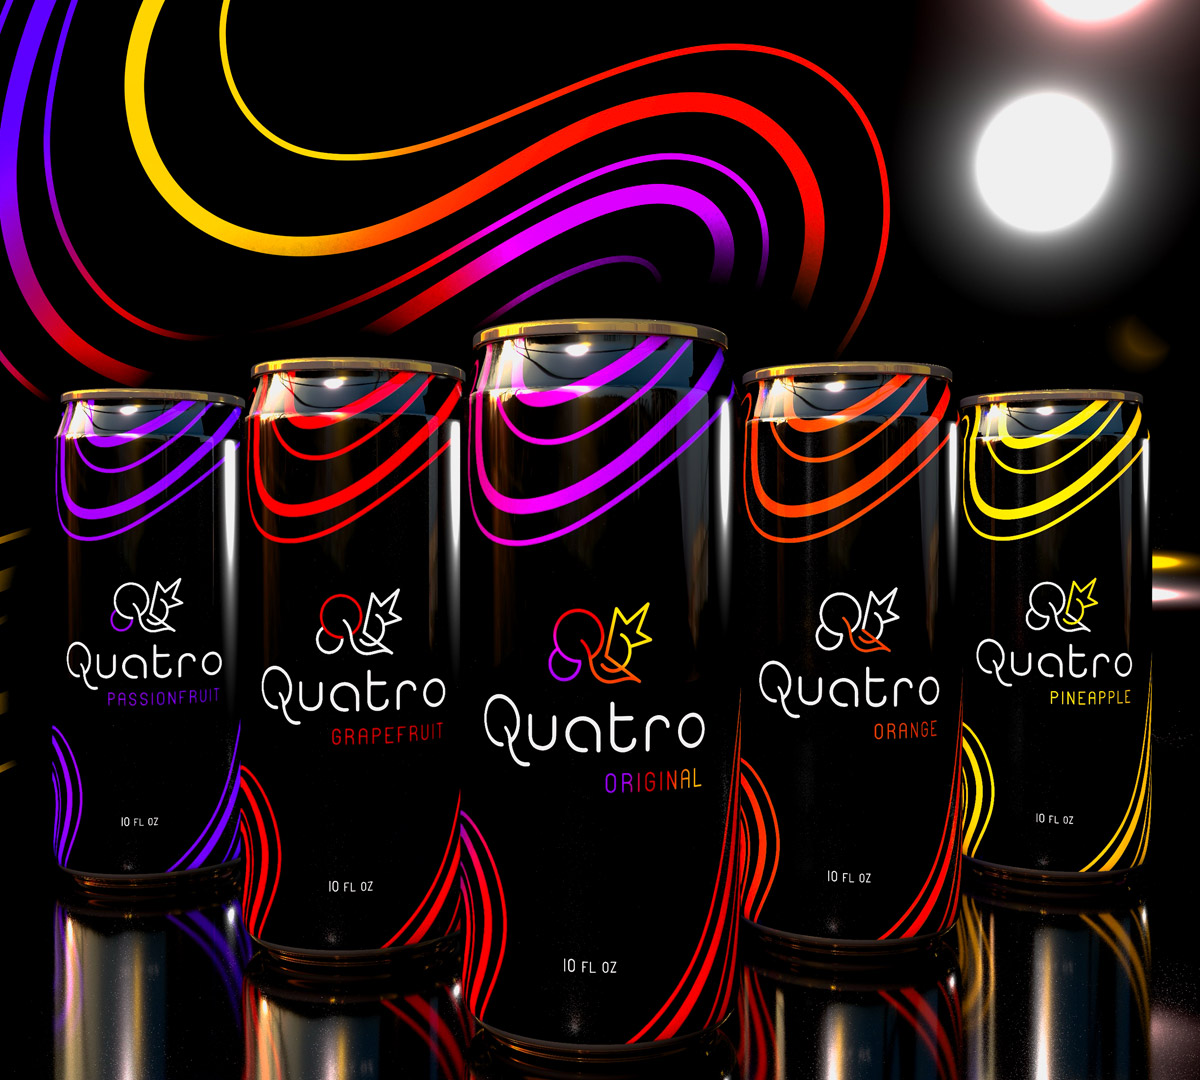 Quatro
PASSIONFRUIT
10 FL OZ
Quatro
GRAPEFRUIT
10 FL OZ
Quatro
ORIGINAL
10 FL OZ
Quatro
ORANGE
10 FL OZ
Quatro
PINEAPPLE
10 FL OZ